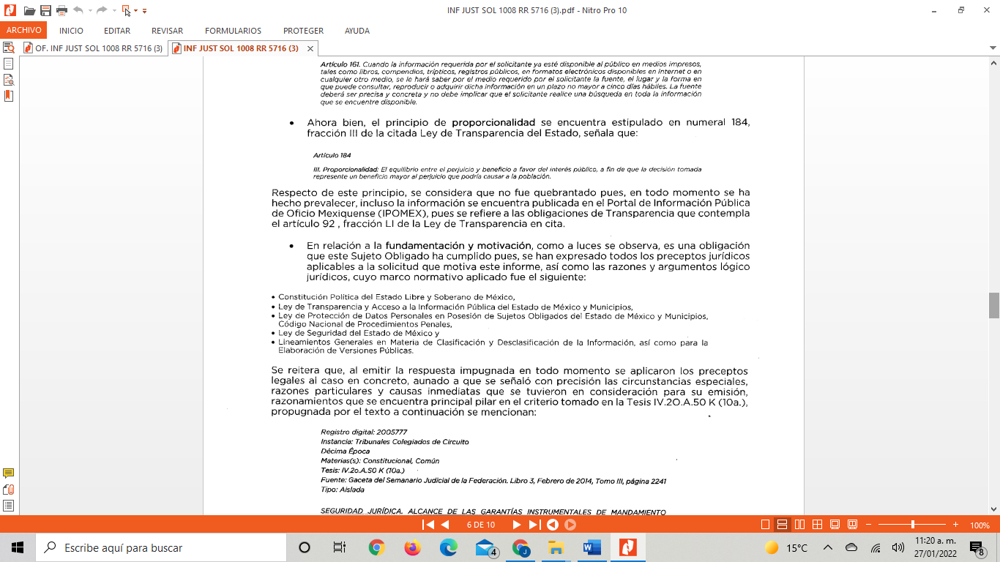 INF JUST SOL 1008 RR 5716 (3).pdf - Nitro Pro 10
ARCHIVO INICIO EDITAR REVISAR FORMULARIOS PROTEGER AYUDA
OF. INF JUST SOL 1008 RR 5716 (3) INF JUST SOL 1008 RR 5716 (3)
Artículo 161. Cuando la información requerida por el solicitante ya esté disponible al público en medios impresos,
tales como libros, compendios, trípticos, registros públicos, en formatos electrónicos disponibles en Internet o en
cualquier otro medio, se le hará saber por el medio requerido por el solicitante la fuente, el lugar y la forma en
que puede consultar, reproducir o adquirir dicha información en un plazo no mayor a cinco días hábiles. La fuente
deberá ser precisa y concreta y no debe implicar que el solicitante realice una búsqueda en toda la información
que se encuentre disponible.
• Ahora bien, el principio de proporcionalidad se encuentra estipulado en numeral 184,
fracción III de la citada Ley de Transparencia del Estado, señala que:
Artículo 184
III. Proporcionalidad: El equilibrio entre el perjuicio y beneficio a favor del interés público, a fin de que la decisión tomada
represente un beneficio mayor al perjuicio que podría causar a la población.
Respecto de este principio, se considera que no fue quebrantado pues, en todo momento se ha
hecho prevalecer, incluso la información se encuentra publicada en el Portal de Información Pública
de Oficio Mexiquense (IPOMEX), pues se refiere a las obligaciones de Transparencia que contempla
el artículo 92 , fracción LI de la Ley de Transparencia en cita.
• En relación a la fundamentación y motivación, como a luces se observa, es una obligación
que este Sujeto Obligado ha cumplido pues, se han expresado todos los preceptos jurídicos
aplicables a la solicitud que motiva este informe, así como las razones y argumentos lógico
jurídicos, cuyo marco normativo aplicado fue el siguiente:
• Constitución Política del Estado Libre y Soberano de México,
• Ley de Transparencia y Acceso a la Información Pública del Estado de México y Municipios,
• Ley de Protección de Datos Personales en Posesión de Sujetos Obligados del Estado de México y Municipios,
Código Nacional de Procedimientos Penales,
• Ley de Seguridad del Estado de México y
• Lineamientos Generales en Materia de Clasificación y Desclasificación de la Información, así como para la
Elaboración de Versiones Públicas.
Se reitera que, al emitir la respuesta impugnada en todo momento se aplicaron los preceptos
legales al caso en concreto, aunado a que se señaló con precisión las circunstancias especiales,
razones particulares y causas inmediatas que se tuvieron en consideración para su emisión,
razonamientos que se encuentra principal pilar en el criterio tomado en la Tesis IV.2O.A.50 K (10a.),
propugnada por el texto a continuación se mencionan:
Registro digital: 2005777
Instancia: Tribunales Colegiados de Circuito
Décima Época
Materias(s): Constitucional, Común
Tesis: IV.2o.A.50 K (10a.)
Fuente: Gaceta del Semanario Judicial de la Federación. Libro 3, Febrero de 2014, Tomo III, página 2241
Tipo: Aislada
SEGURIDAD JURÍDICA. ALCANCE DE LAS GARANTÍAS INSTRUMENTALES DE MANDAMIENTO
6 DE 10
100%
Escribe aquí para buscar
4
J
15°C
11:20 a. m.
27/01/2022
8